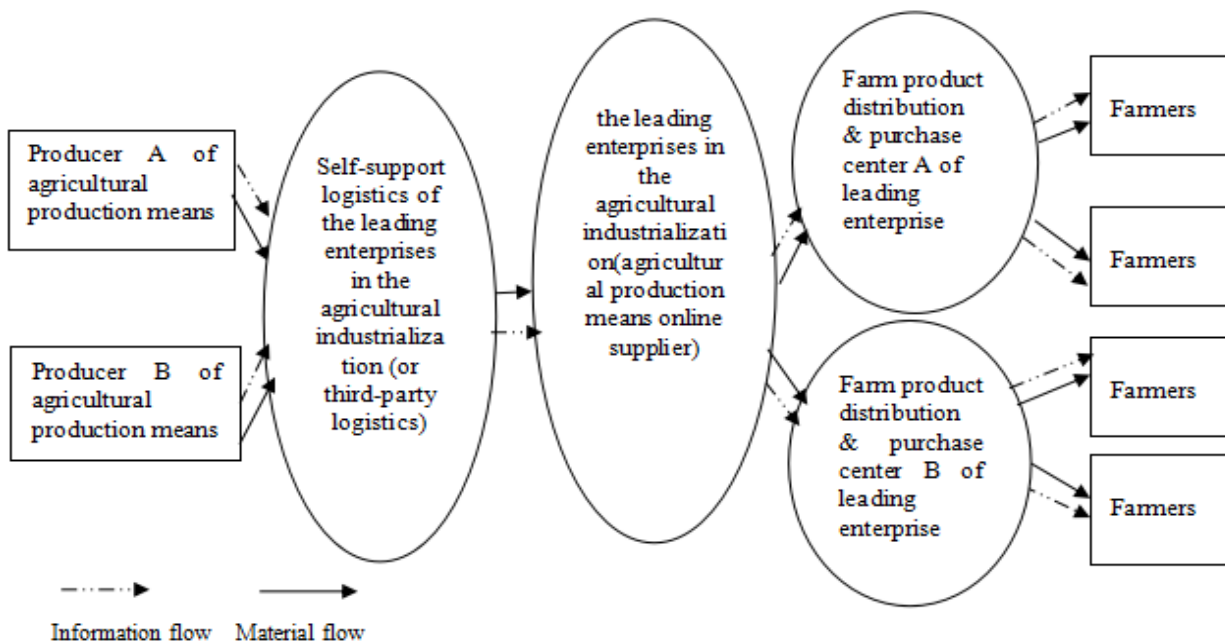 Producer A of
agricultural
production means
Producer B of
agricultural
production means
Self-support
logistics of
the leading
enterprises
in the
agricultural
industrializa
tion (or
third-party
logistics)
the leading
enterprises in
the
agricultural
industrializati
on(agricultur
al production
means online
supplier)
Farm product
distribution
& purchase
center A of
leading
enterprise
Farm product
distribution
& purchase
center B of
leading
enterprise
Farmers
Farmers
Farmers
Farmers
Information flow Material flow